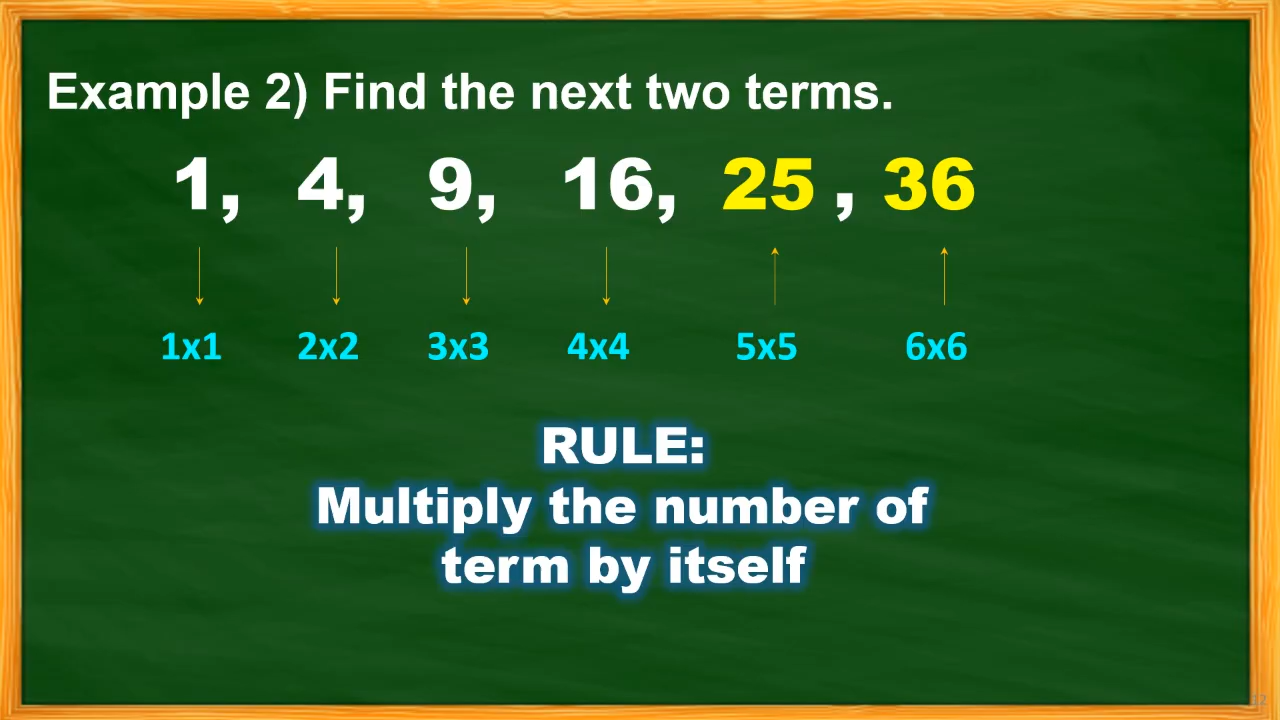 Example 2) Find the next two terms.
1, 4, 9, 16, 25 , 36
1x1 2x2 3x3 4x4 5x5 6x6
RULE:
Multiply the number of
term by itself
12